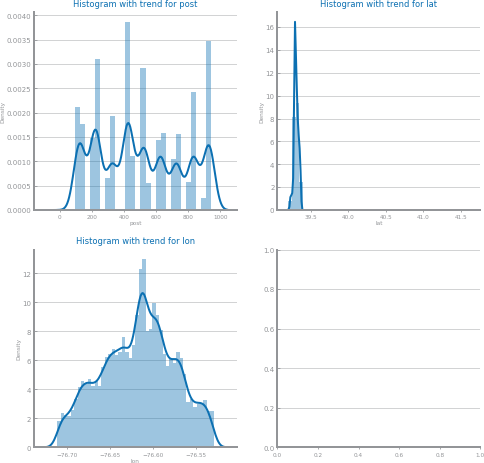 Histogram with trend for post
0.0040
0.0035
0.0030
0.0025
0.0020
0.0015
0.0010
0.0005
0.0000
Density
0 200 400 600 800 1000
post
Histogram with trend for lat
16
14
12
10
8
6
4
2
0
Density
39.5 40.0 40.5 41.0 41.5
lat
Histogram with trend for lon
12
10
8
6
4
2
0
Density
−76.70 −76.65 −76.60 −76.55
lon
1.0
0.8
0.6
0.4
0.2
0.0
0.0 0.2 0.4 0.6 0.8 1.0